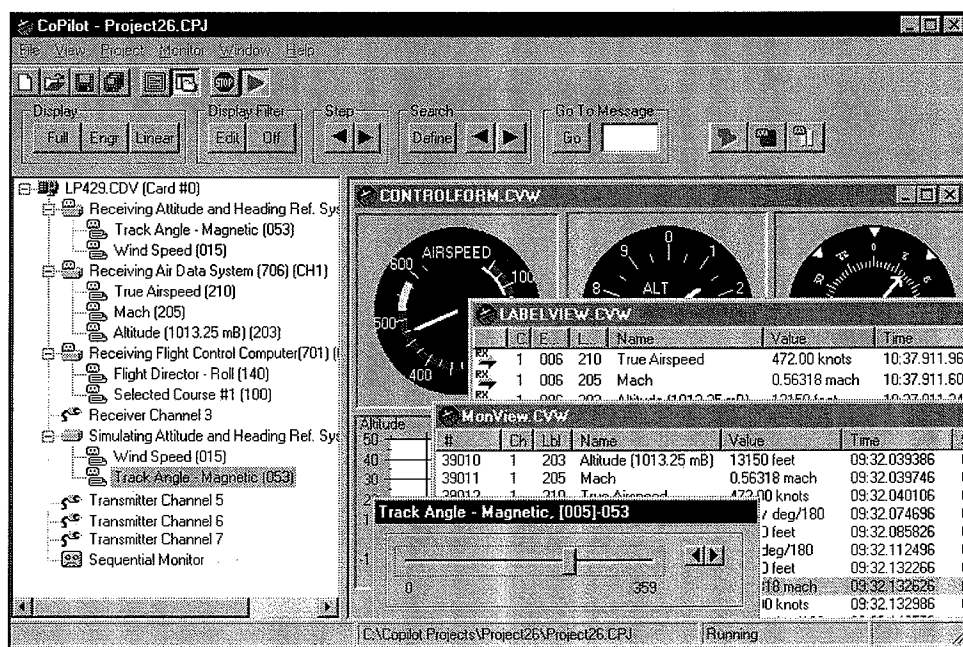 CoPilot - Project26.CPJ
File View Project Monitor Window Help
STOP
Display Display Filter Step Search Go To Message
Full Engr Linear Edit Off Define Go
LP429.CDV (Card #0)
Receiving Attitude and Heading Ref. Sys
Track Angle - Magnetic (053)
Wind Speed (015)
Receiving Air Data System (706) (CH1)
True Airspeed (210)
Mach (205)
Altitude (1013.25 mB) (203)
Receiving Flight Control Computer(701) (
Flight Director - Roll (140)
Selected Course #1 (100)
Receiver Channel 3
Simulating Attitude and Heading Ref. Sys
Wind Speed (015)
Track Angle - Magnetic (053)
Transmitter Channel 5
Transmitter Channel 6
Transmitter Channel 7
Sequential Monitor
CONTROLFORM.CVW
AIRSPEED
600
100
500
400
ALT
9 0 1
8 2
LABELVIEW.CVW
C E... L... Name Value Time
RX 1 006 210 True Airspeed 472.00 knots 10:37.911.96
RX 1 006 205 Mach 0.56318 mach 10:37.911.60
Altitude
50
40
30
MonView.CVW
# Ch Lbl Name Value Time
39010 1 203 Altitude (1013.25 mB) 13150 feet 09:32.039386
39011 1 205 Mach 0.56318 mach 09:32.039746
39012 1 210 True Airspeed 472.00 knots 09:32.040106
deg/180 09:32.074696
feet 09:32.085826
deg/180 09:32.112496
feet 09:32.132266
mach 09:32.132626
knots 09:32.132986
Track Angle - Magnetic, [005]-053
0 359
C:\Copilot Projects\Project26\Project26.CPJ Running